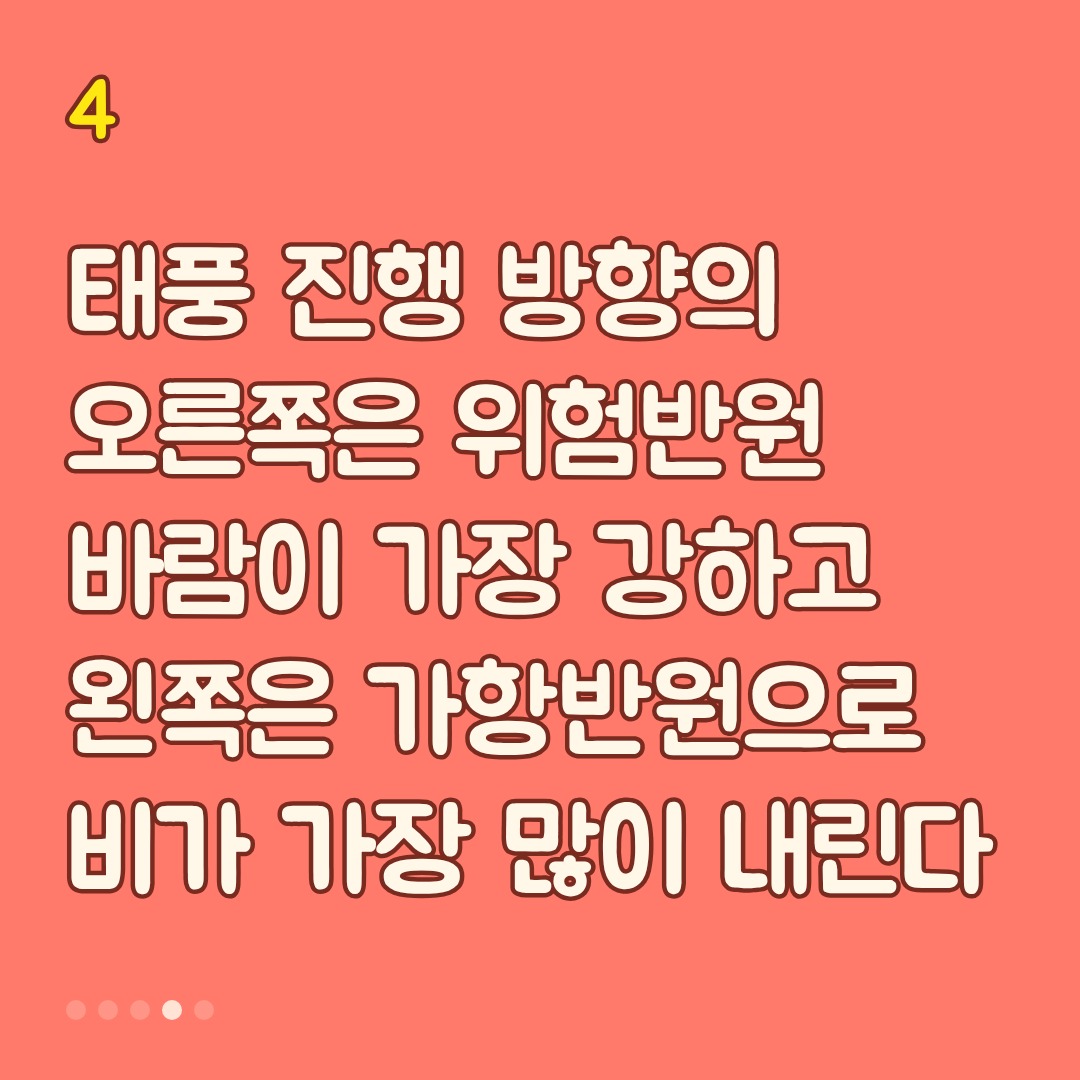 4
태풍 진행 방향의
오른쪽은 위험반원
바람이 가장 강하고
왼쪽은 가항반원으로
비가 가장 많이 내린다